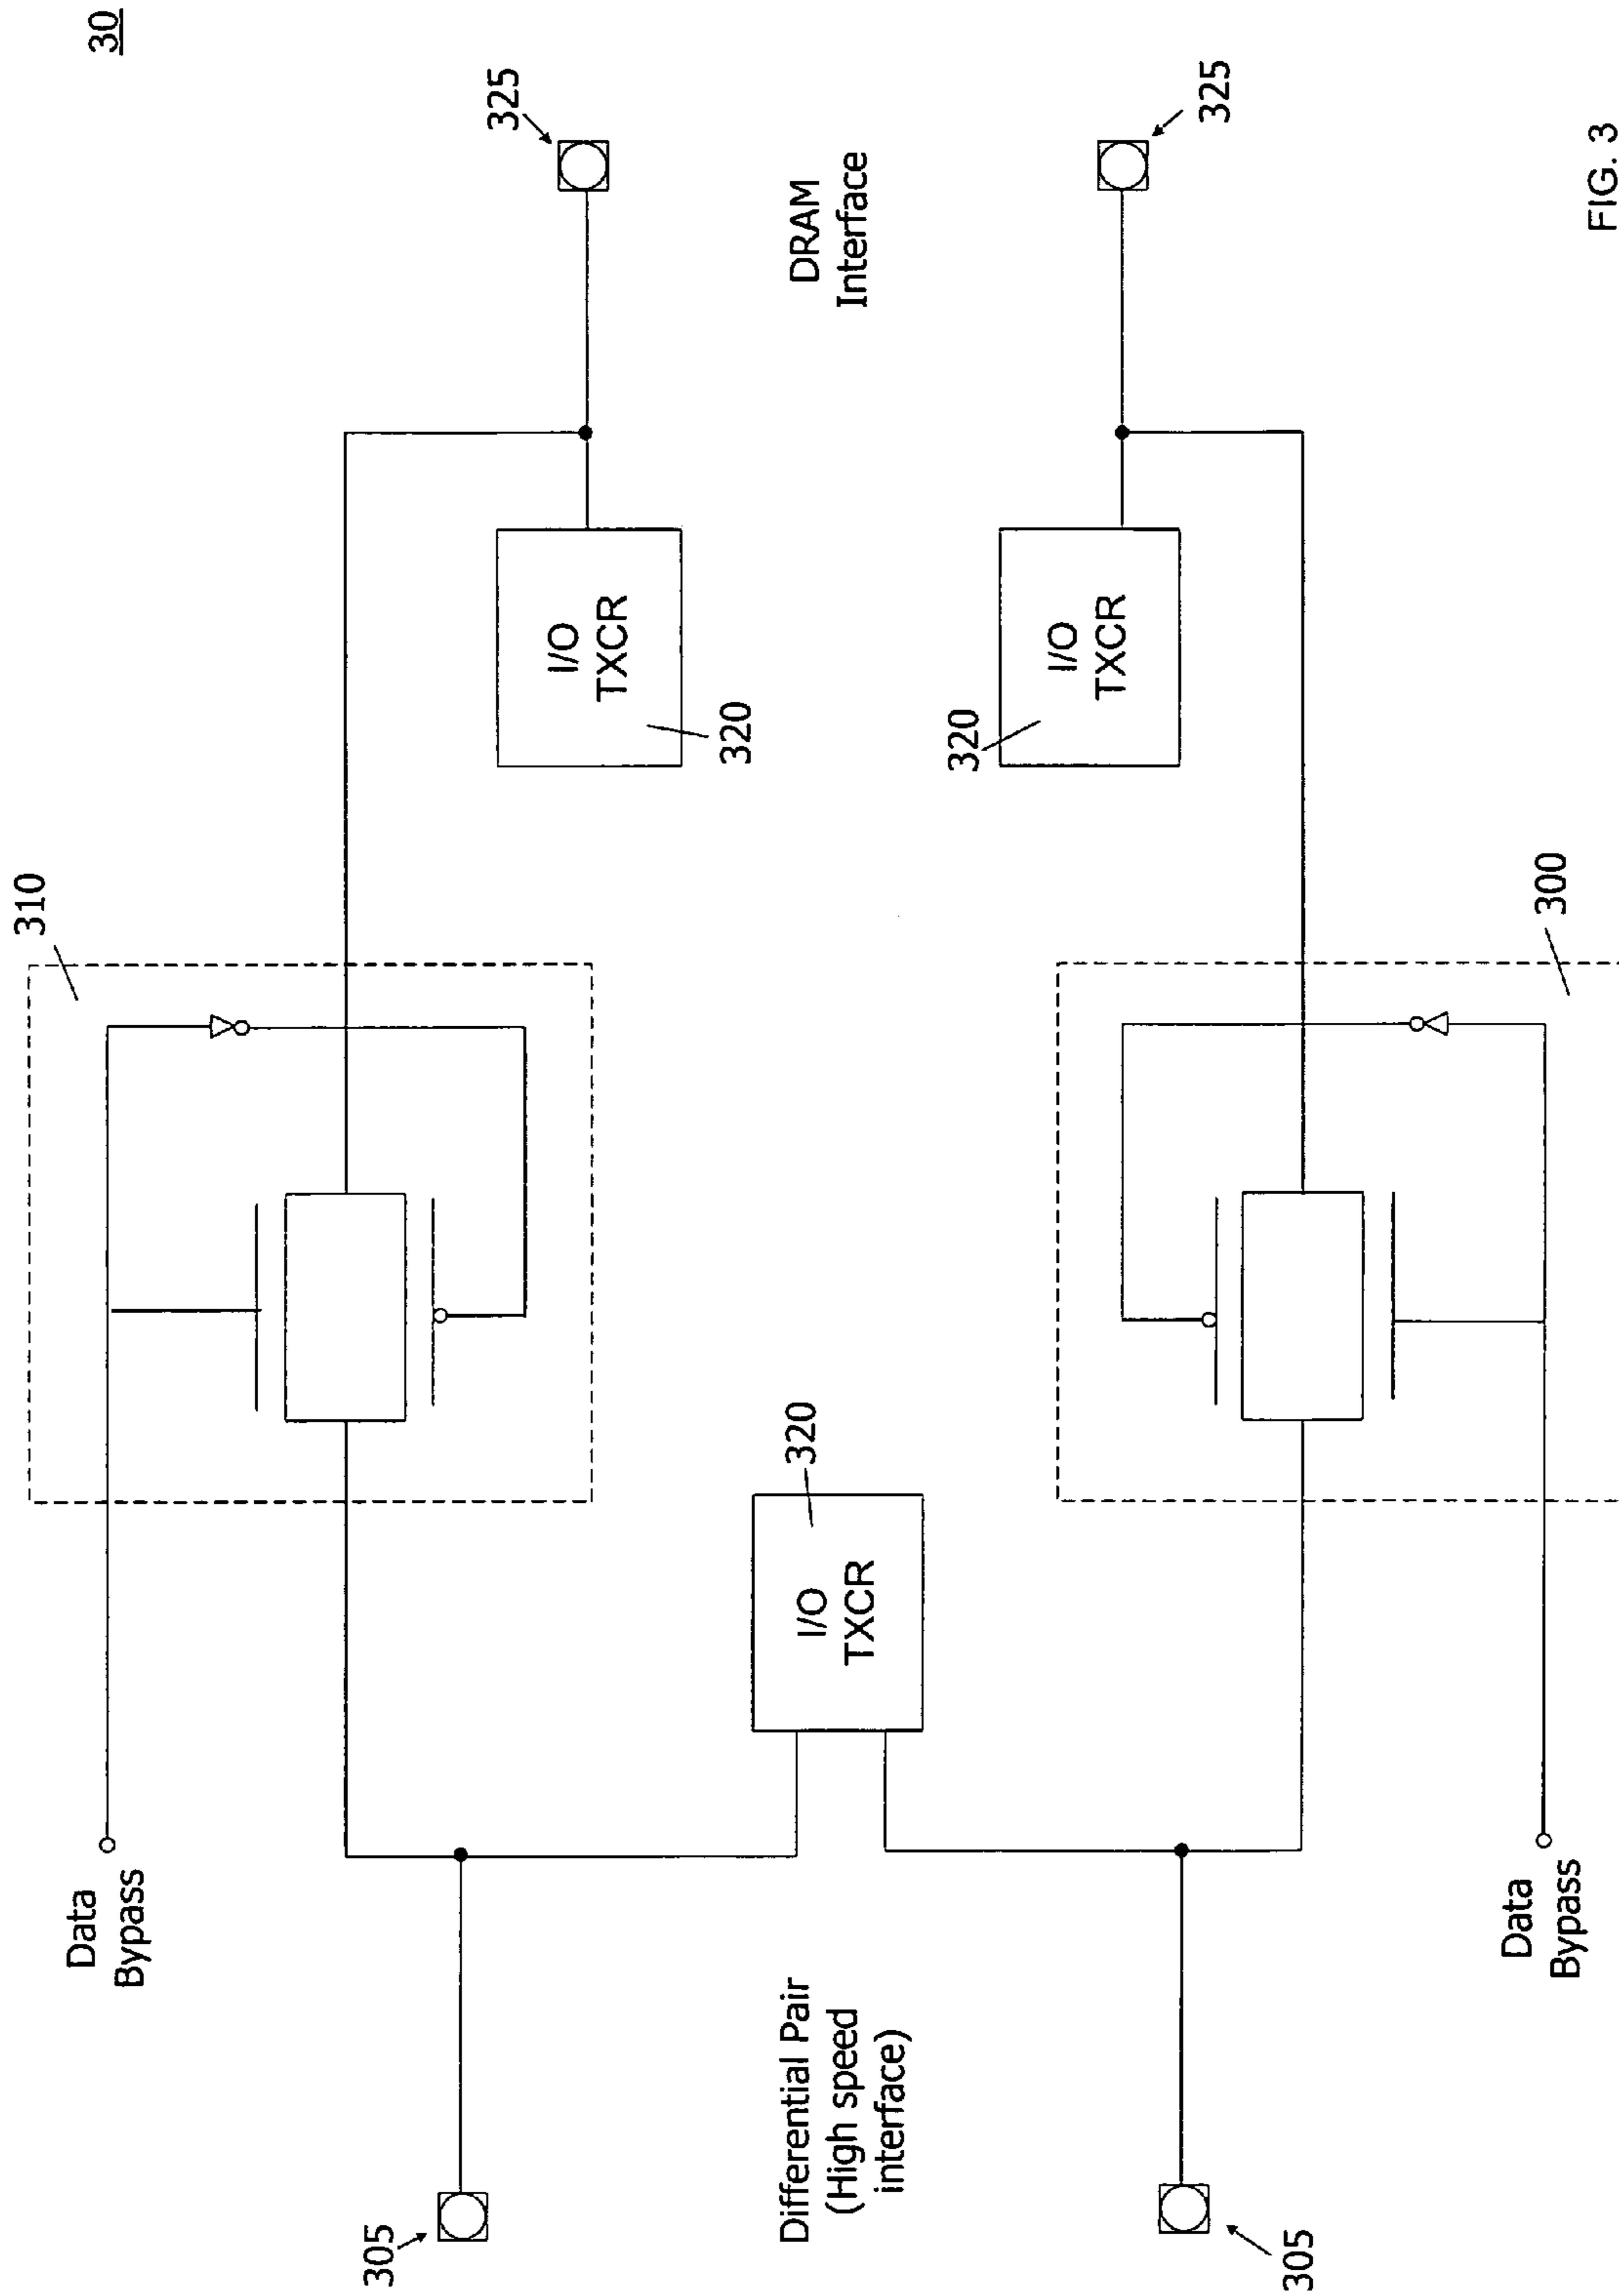 30
310
325
Data
Bypass
320
I/O
TXCR
305
Differential Pair
(High speed
interface)
I/O
TXCR
320
DRAM
Interface
320
I/O
TXCR
325
305
Data
Bypass
300
FIG. 3